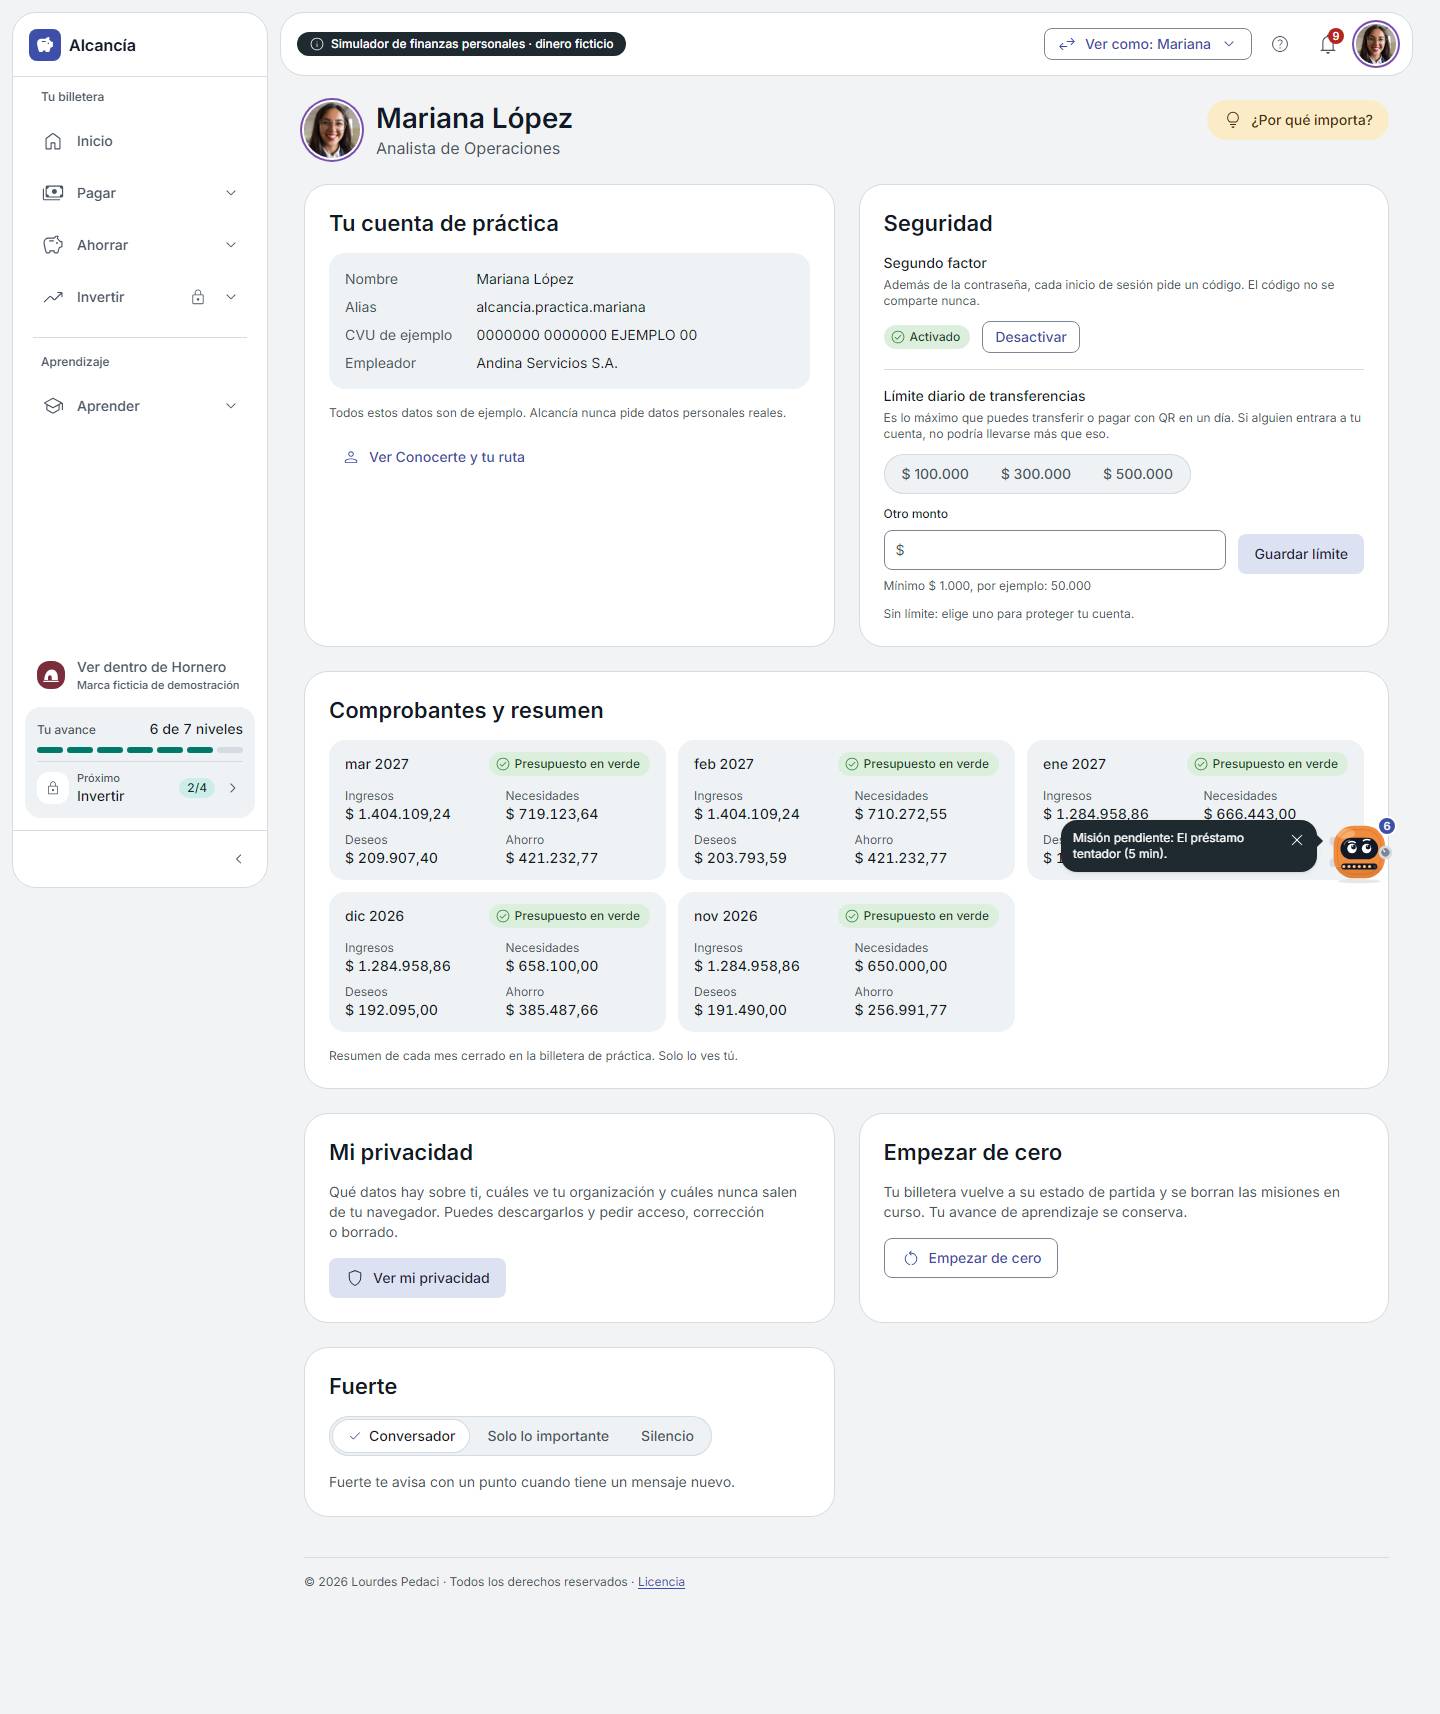 Alcancía
Simulador de finanzas personales · dinero ficticio
Ver como: Mariana
9
Tu billetera
Inicio
Pagar
Ahorrar
Invertir
Aprendizaje
Aprender
Ver dentro de Hornero
Marca ficticia de demostración
Tu avance
6 de 7 niveles
Próximo
Invertir
2/4
Mariana López
Analista de Operaciones
¿Por qué importa?
Tu cuenta de práctica
Nombre
Mariana López
Alias
alcancia.practica.mariana
CVU de ejemplo
0000000 0000000 EJEMPLO 00
Empleador
Andina Servicios S.A.
Todos estos datos son de ejemplo. Alcancía nunca pide datos personales reales.
Ver Conocerte y tu ruta
Seguridad
Segundo factor
Además de la contraseña, cada inicio de sesión pide un código. El código no se
comparte nunca.
Activado
Desactivar
Límite diario de transferencias
Es lo máximo que puedes transferir o pagar con QR en un día. Si alguien entrara a tu
cuenta, no podría llevarse más que eso.
$ 100.000
$ 300.000
$ 500.000
Otro monto
$
Guardar límite
Mínimo $ 1.000, por ejemplo: 50.000
Sin límite: elige uno para proteger tu cuenta.
Comprobantes y resumen
mar 2027
Presupuesto en verde
Ingresos
$ 1.404.109,24
Necesidades
$ 719.123,64
Deseos
$ 209.907,40
Ahorro
$ 421.232,77
feb 2027
Presupuesto en verde
Ingresos
$ 1.404.109,24
Necesidades
$ 710.272,55
Deseos
$ 203.793,59
Ahorro
$ 421.232,77
ene 2027
Presupuesto en verde
Ingresos
$ 1.284.958,86
Necesidades
$ 666.443,00
Misión pendiente: El préstamo
tentador (5 min).
6
dic 2026
Presupuesto en verde
Ingresos
$ 1.284.958,86
Necesidades
$ 658.100,00
Deseos
$ 192.095,00
Ahorro
$ 385.487,66
nov 2026
Presupuesto en verde
Ingresos
$ 1.284.958,86
Necesidades
$ 650.000,00
Deseos
$ 191.490,00
Ahorro
$ 256.991,77
Resumen de cada mes cerrado en la billetera de práctica. Solo lo ves tú.
Mi privacidad
Qué datos hay sobre ti, cuáles ve tu organización y cuáles nunca salen
de tu navegador. Puedes descargarlos y pedir acceso, corrección
o borrado.
Ver mi privacidad
Empezar de cero
Tu billetera vuelve a su estado de partida y se borran las misiones en
curso. Tu avance de aprendizaje se conserva.
Empezar de cero
Fuerte
Conversador
Solo lo importante
Silencio
Fuerte te avisa con un punto cuando tiene un mensaje nuevo.
© 2026 Lourdes Pedaci · Todos los derechos reservados · Licencia